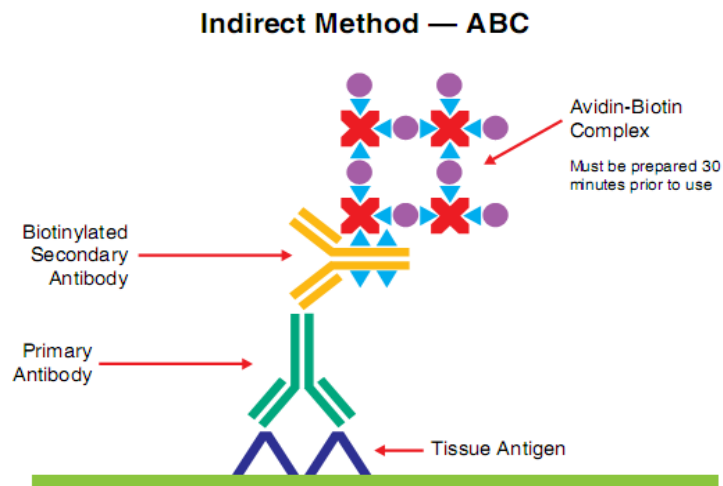 Indirect Method — ABC
Avidin-Biotin
Complex
Must be prepared 30
minutes prior to use
Biotinylated
Secondary
Antibody
Primary
Antibody
Tissue Antigen